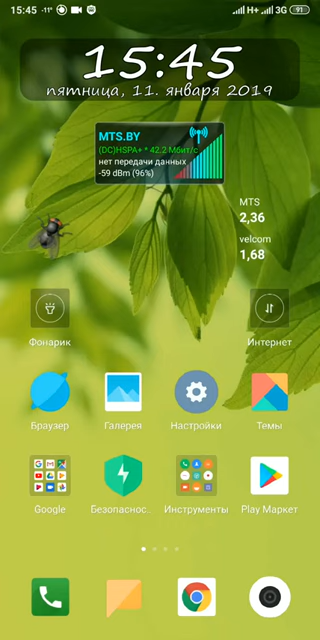 15:45 -11° H+ 3G 91
15:45
пятница, 11. января 2019
MTS.BY
(DC)HSPA+ * 42.2 Мбит/с
нет передачи данных
-59 dBm (96%)
MTS
2,36
velcom
1,68
Фонарик Интернет
Браузер Галерея Настройки Темы
Google Безопаснос.. Инструменты Play Маркет